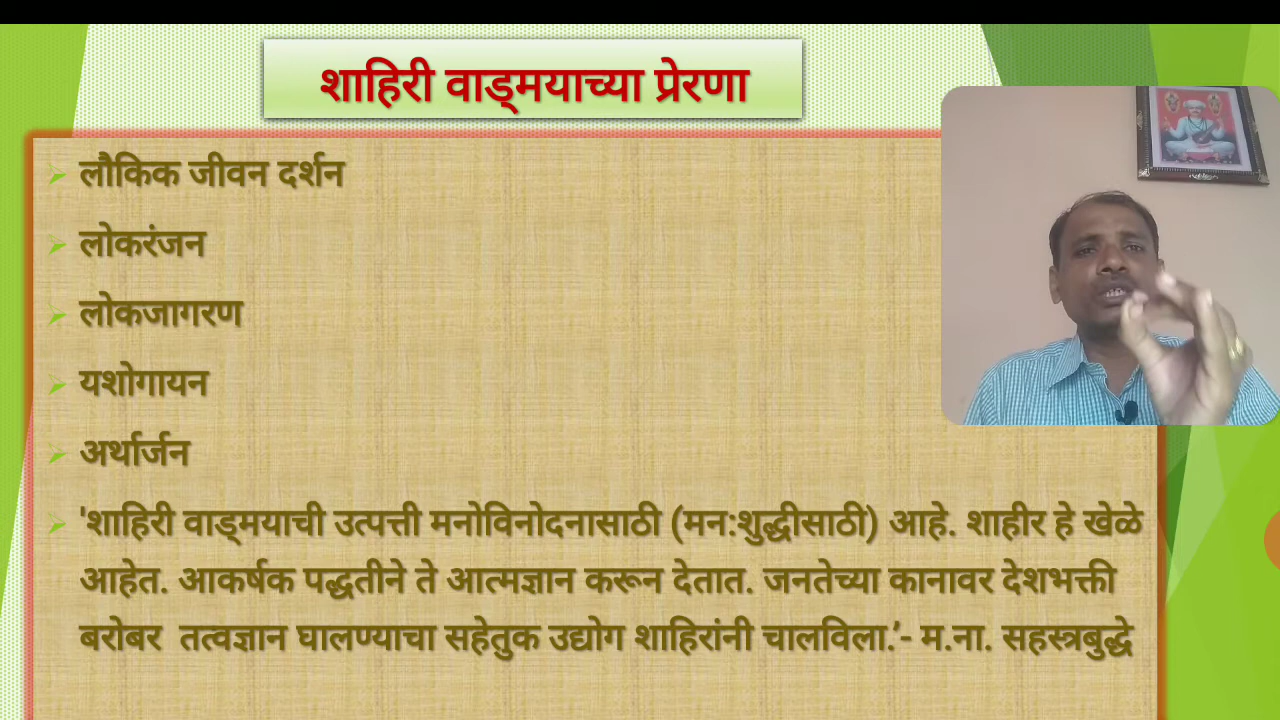 शाहिरी वाड्मयाच्या प्रेरणा
लौकिक जीवन दर्शन
लोकरंजन
लोकजागरण
यशोगायन
अर्थार्जन
'शाहिरी वाड्मयाची उत्पत्ती मनोविनोदनासाठी (मन:शुद्धीसाठी) आहे. शाहीर हे खेळे
आहेत. आकर्षक पद्धतीने ते आत्मज्ञान करून देतात. जनतेच्या कानावर देशभक्ती
बरोबर तत्वज्ञान घालण्याचा सहेतुक उद्योग शाहिरांनी चालविला.’- म.ना. सहस्त्रबुद्धे